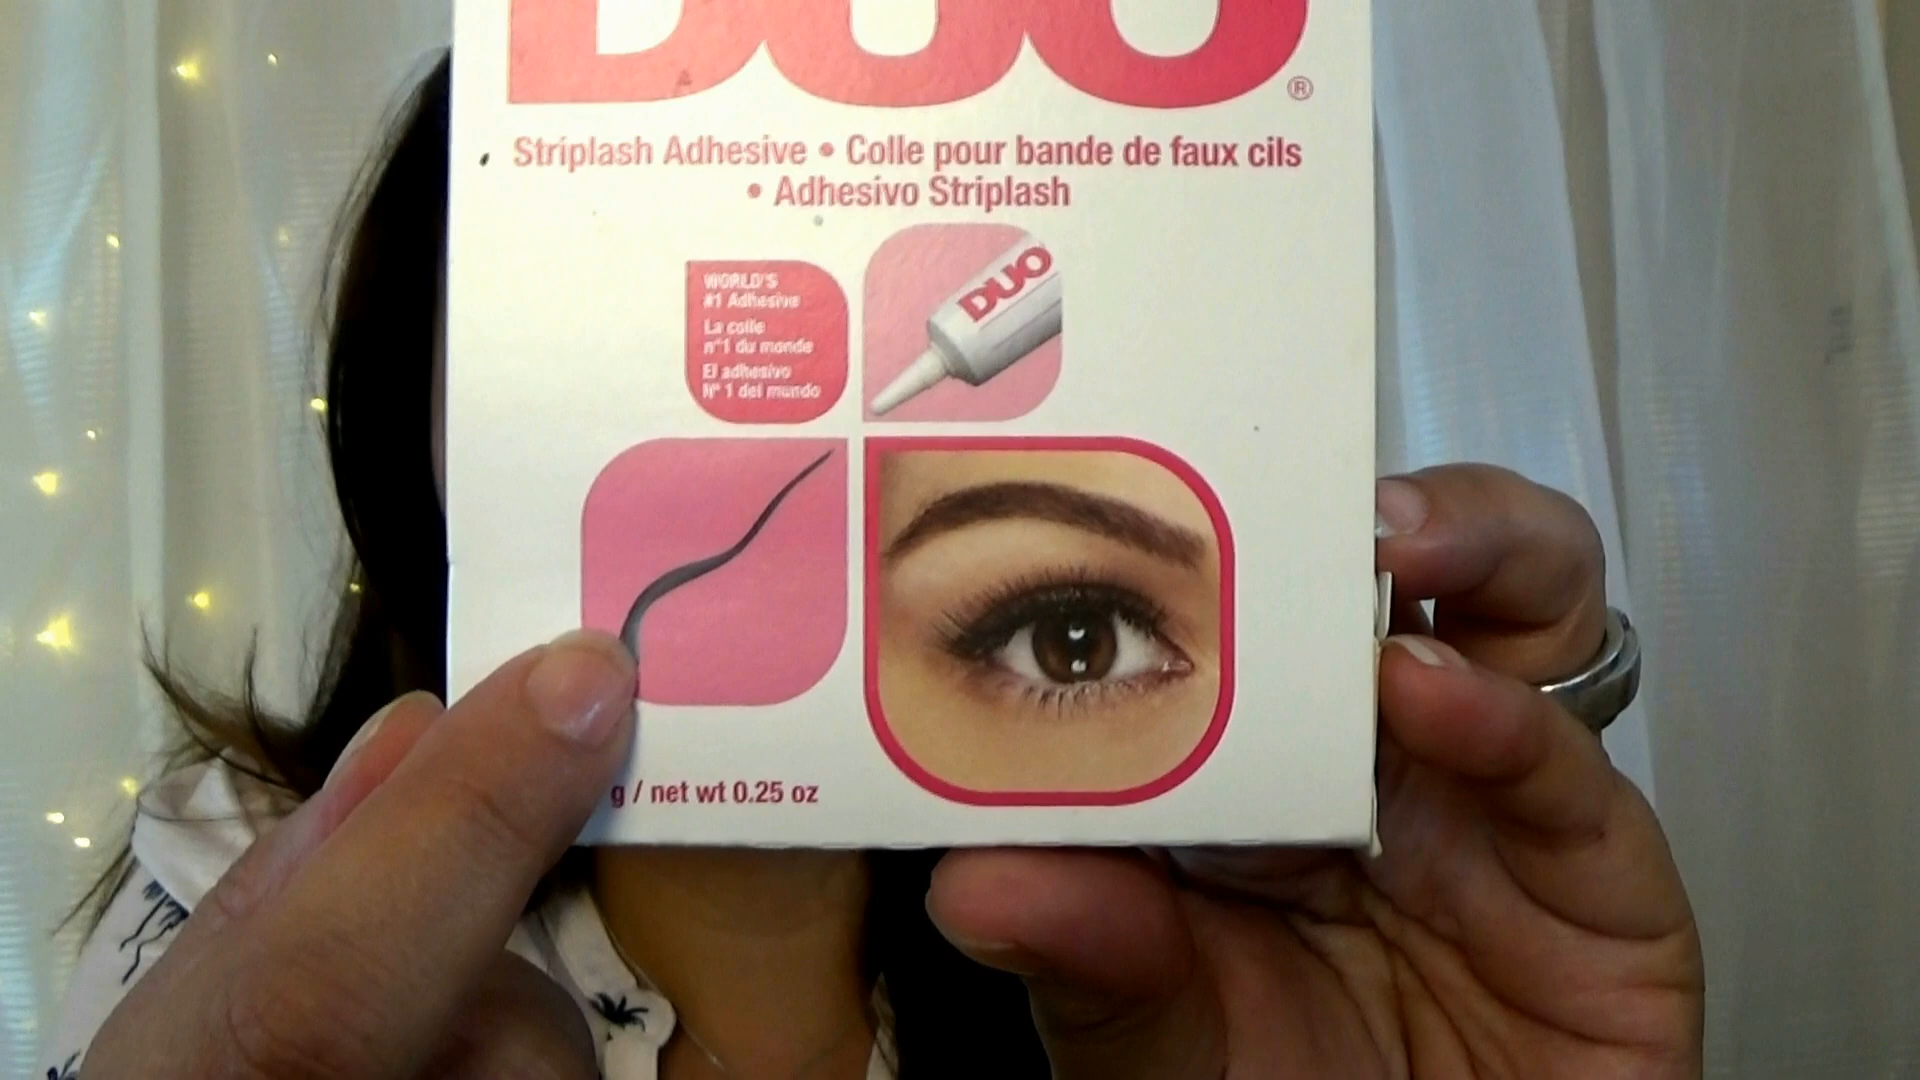 DUO®
Striplash Adhesive • Colle pour bande de faux cils
• Adhesivo Striplash
WORLD'S
#1 Adhesive
La colle
n°1 du monde
El adhesivo
Nº 1 del mundo
DUO
g / net wt 0.25 oz